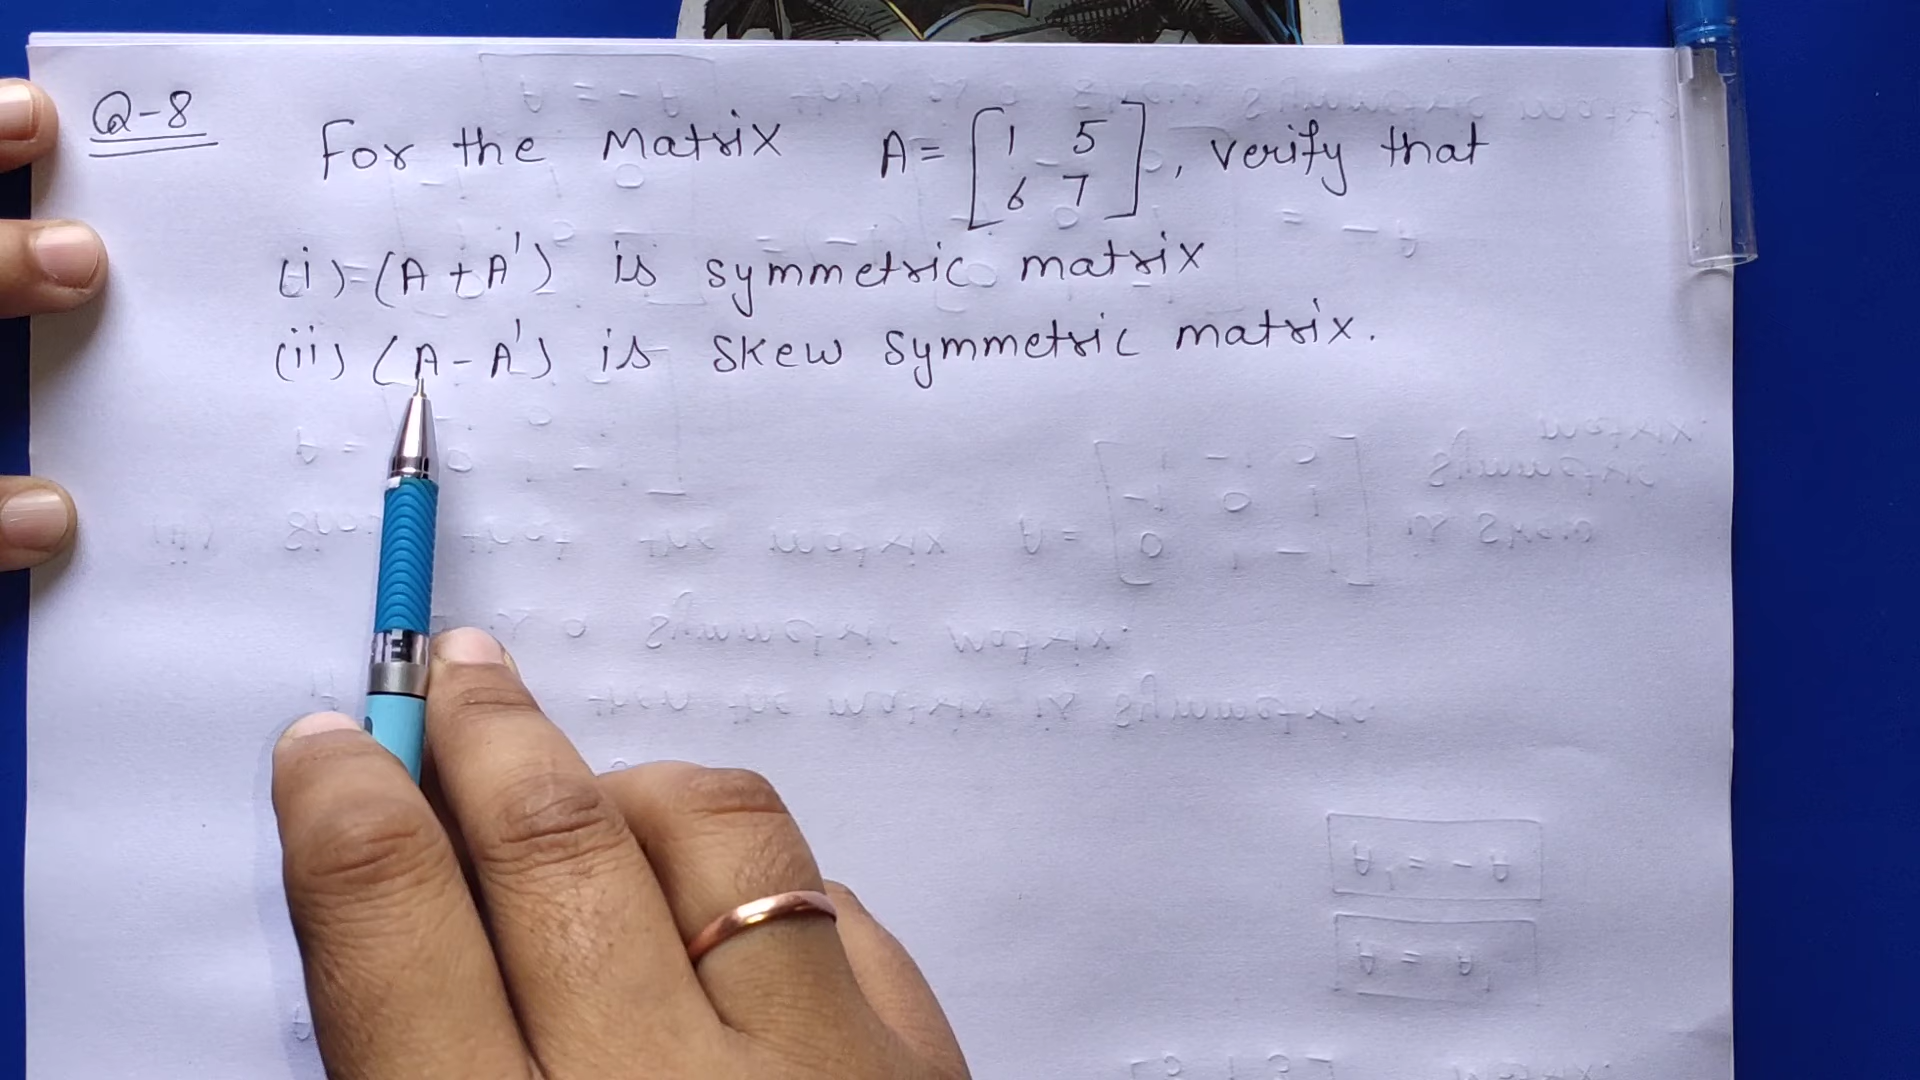 Q-8
For the Matrix A = [1 5
6 7], verify that
(i)=(A+A') is symmetric matrix
(ii) (A-A') is skew symmetric matrix.